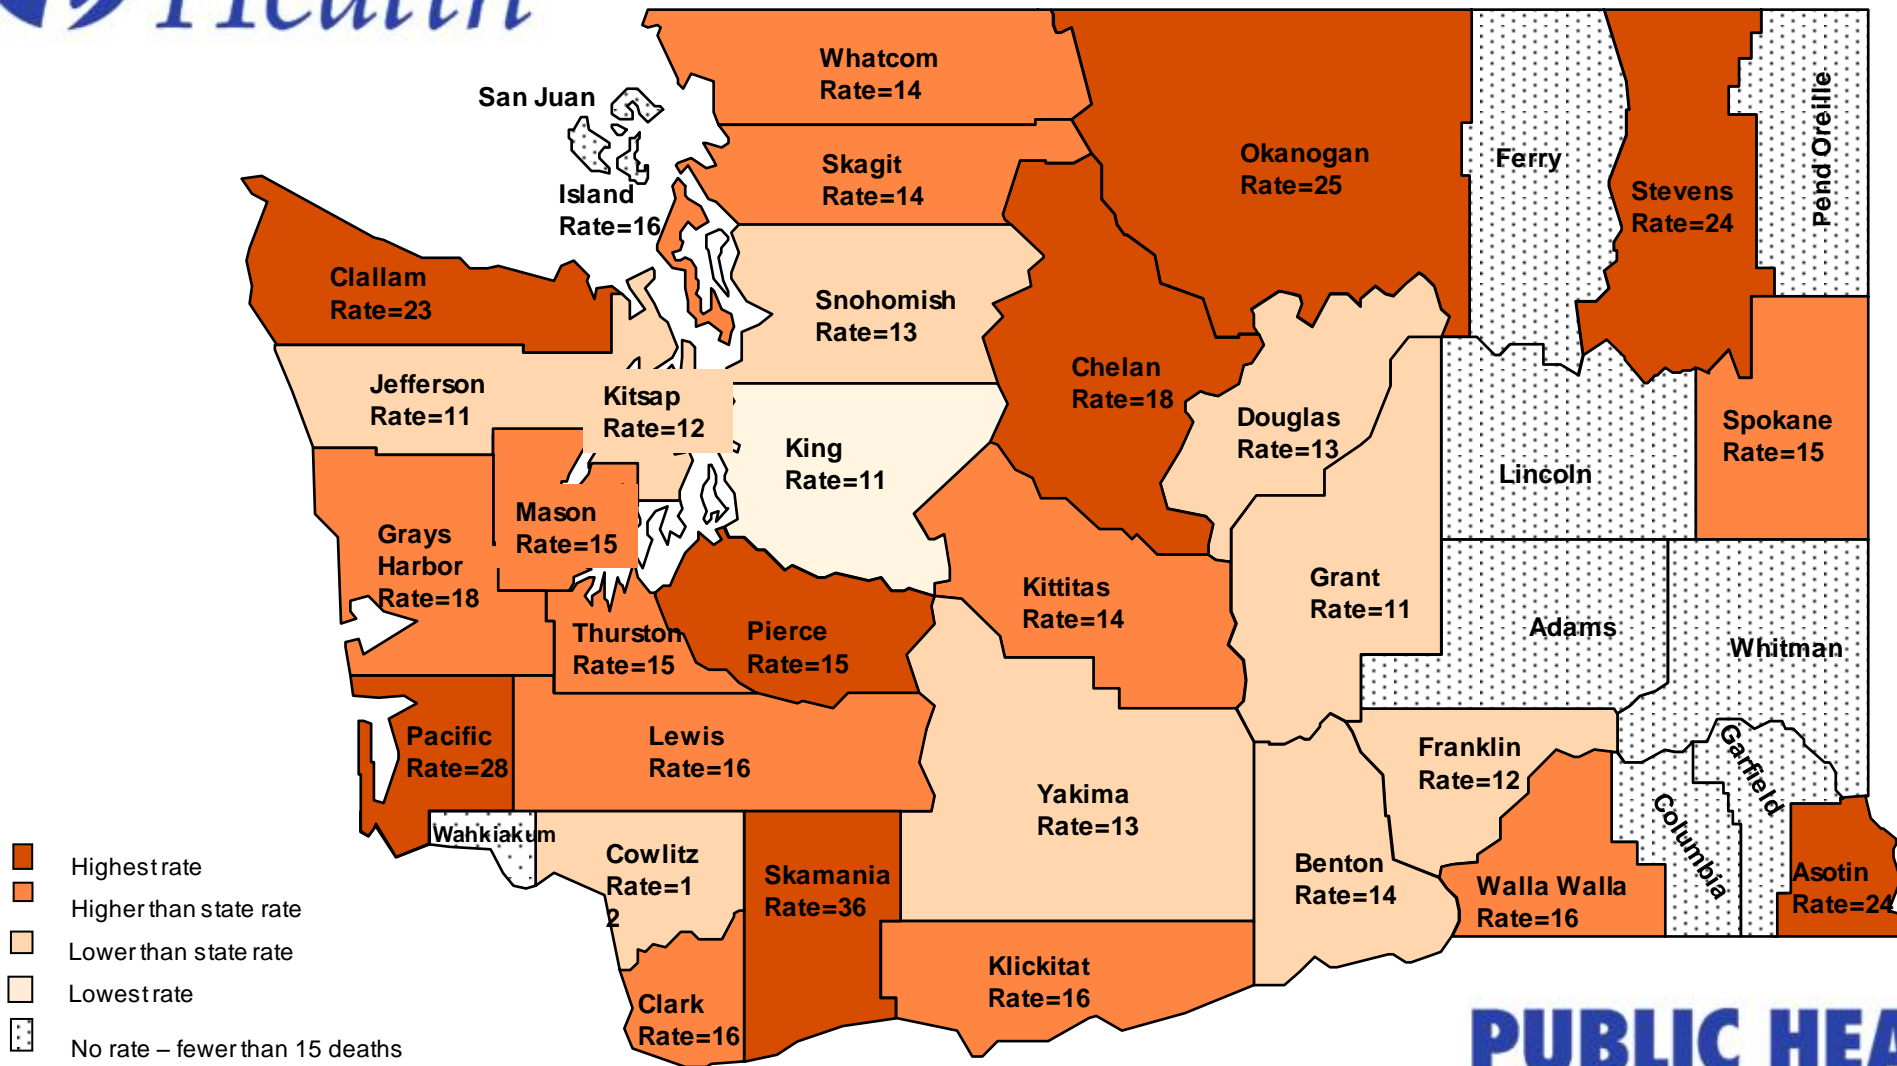 Health
Whatcom
Rate=14
San Juan
Skagit
Rate=14
Island
Rate=16
Okanogan
Rate=25
Ferry
Stevens
Rate=24
Pend Oreille
Clallam
Rate=23
Snohomish
Rate=13
Jefferson
Rate=11
Kitsap
Rate=12
King
Rate=11
Chelan
Rate=18
Douglas
Rate=13
Lincoln
Spokane
Rate=15
Grays
Harbor
Rate=18
Mason
Rate=15
Thurston
Rate=15
Pierce
Rate=15
Kittitas
Rate=14
Grant
Rate=11
Adams
Whitman
Pacific
Rate=28
Lewis
Rate=16
Yakima
Rate=13
Franklin
Rate=12
Garfield
Columbia
Wahkiakum
Cowlitz
Rate=1
2
Skamania
Rate=36
Benton
Rate=14
Walla Walla
Rate=16
Asotin
Rate=24
Klickitat
Rate=16
Clark
Rate=16
Highest rate
Higher than state rate
Lower than state rate
Lowest rate
No rate – fewer than 15 deaths
PUBLIC HEA